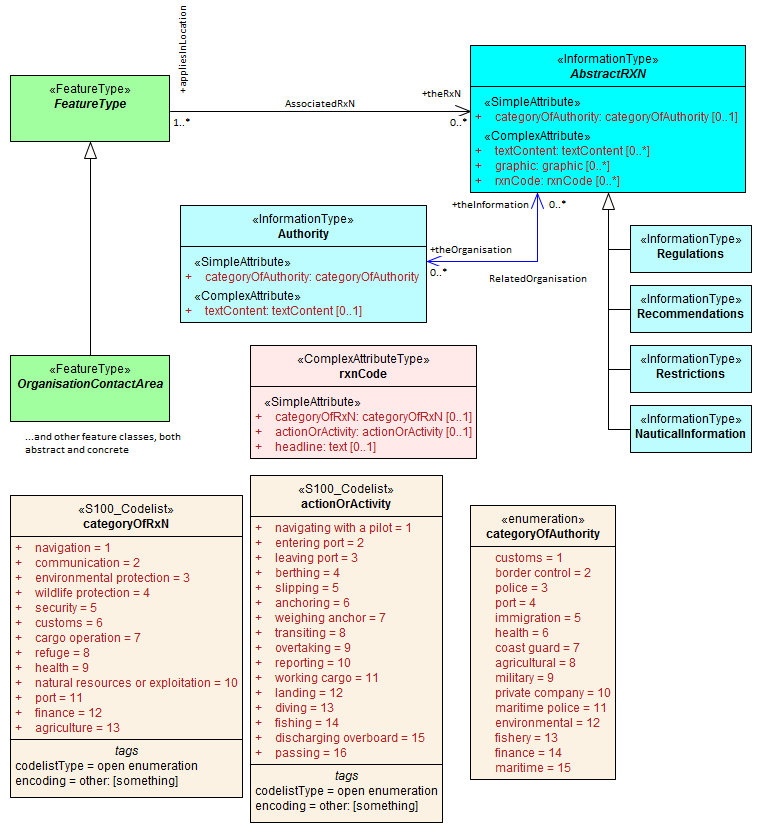 +appliesInLocation
«FeatureType»
FeatureType
1..*
AssociatedRxN
+theRxN
0..*
«InformationType»
AbstractRXN
«SimpleAttribute»
+ categoryOfAuthority: categoryOfAuthority [0..1]
«ComplexAttribute»
+ textContent: textContent [0..*]
+ graphic: graphic [0..*]
+ rxnCode: rxnCode [0..*]
+theInformation
0..*
«InformationType»
Authority
«SimpleAttribute»
+ categoryOfAuthority: categoryOfAuthority
«ComplexAttribute»
+ textContent: textContent [0..1]
+theOrganisation
0..*
RelatedOrganisation
«InformationType»
Regulations
«InformationType»
Recommendations
«InformationType»
Restrictions
«InformationType»
NauticalInformation
«FeatureType»
OrganisationContactArea
...and other feature classes, both
abstract and concrete
«ComplexAttributeType»
rxnCode
«SimpleAttribute»
+ categoryOfRxN: categoryOfRxN [0..1]
+ actionOrActivity: actionOrActivity [0..1]
+ headline: text [0..1]
«S100_Codelist»
categoryOfRxN
+ navigation = 1
+ communication = 2
+ environmental protection = 3
+ wildlife protection = 4
+ security = 5
+ customs = 6
+ cargo operation = 7
+ refuge = 8
+ health = 9
+ natural resources or exploitation = 10
+ port = 11
+ finance = 12
+ agriculture = 13
tags
codelistType = open enumeration
encoding = other: [something]
«S100_Codelist»
actionOrActivity
+ navigating with a pilot = 1
+ entering port = 2
+ leaving port = 3
+ berthing = 4
+ slipping = 5
+ anchoring = 6
+ weighing anchor = 7
+ transiting = 8
+ overtaking = 9
+ reporting = 10
+ working cargo = 11
+ landing = 12
+ diving = 13
+ fishing = 14
+ discharging overboard = 15
+ passing = 16
tags
codelistType = open enumeration
encoding = other: [something]
«enumeration»
categoryOfAuthority
customs = 1
border control = 2
police = 3
port = 4
immigration = 5
health = 6
coast guard = 7
agricultural = 8
military = 9
private company = 10
maritime police = 11
environmental = 12
fishery = 13
finance = 14
maritime = 15